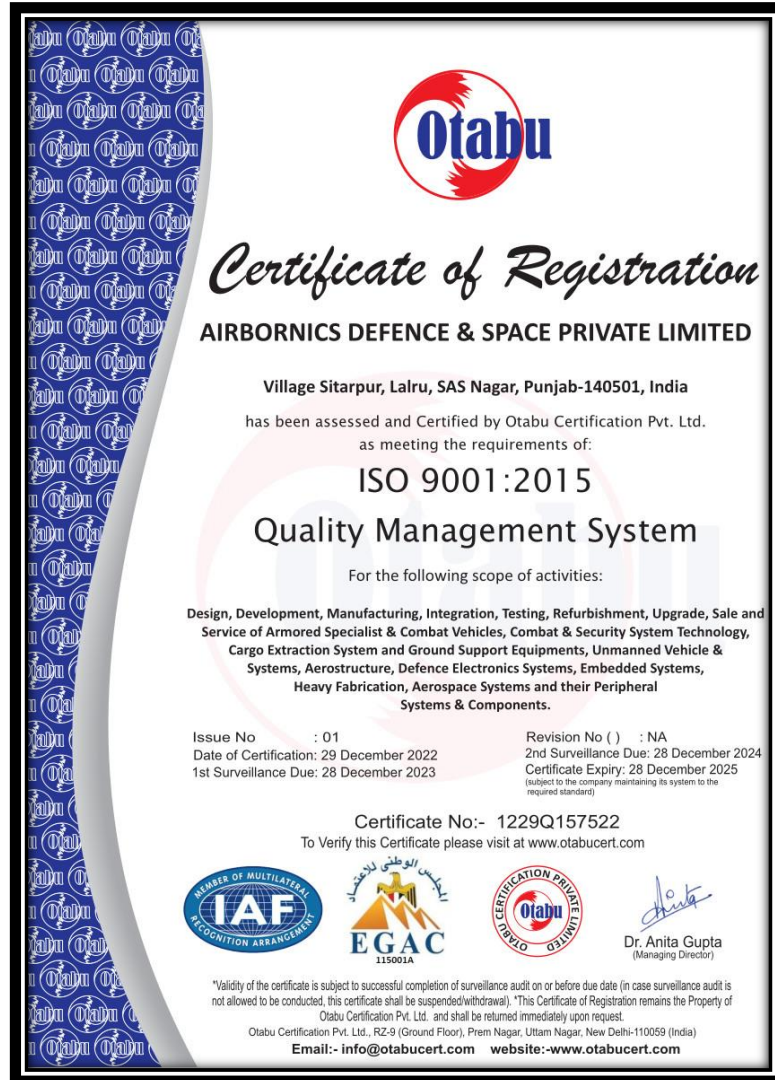 Otabu
Certificate of Registration
AIRBORNICS DEFENCE & SPACE PRIVATE LIMITED
Village Sitarpur, Lalru, SAS Nagar, Punjab-140501, India
has been assessed and Certified by Otabu Certification Pvt. Ltd.
as meeting the requirements of:
ISO 9001:2015
Quality Management System
For the following scope of activities:
Design, Development, Manufacturing, Integration, Testing, Refurbishment, Upgrade, Sale and
Service of Armored Specialist & Combat Vehicles, Combat & Security System Technology,
Cargo Extraction System and Ground Support Equipments, Unmanned Vehicle &
Systems, Aerostructure, Defence Electronics Systems, Embedded Systems,
Heavy Fabrication, Aerospace Systems and their Peripheral
Systems & Components.
Issue No : 01
Date of Certification: 29 December 2022
1st Surveillance Due: 28 December 2023
Revision No ( ) : NA
2nd Surveillance Due: 28 December 2024
Certificate Expiry: 28 December 2025
(subject to the company maintaining its system to the
required standard)
Certificate No:- 1229Q157522
To Verify this Certificate please visit at www.otabucert.com
MEMBER OF MULTILATERAL
IAF
RECOGNITION ARRANGEMENT
المجلس الوطنى للاعتماد
EGAC
115001A
OTABU CERTIFICATION PRIVATE LIMITED
Otabu
Dr. Anita Gupta
(Managing Director)
*Validity of the certificate is subject to successful completion of surveillance audit on or before due date (in case surveillance audit is
not allowed to be conducted, this certificate shall be suspended/withdrawal). *This Certificate of Registration remains the Property of
Otabu Certification Pvt. Ltd. and shall be returned immediately upon request.
Otabu Certification Pvt. Ltd., RZ-9 (Ground Floor), Prem Nagar, Uttam Nagar, New Delhi-110059 (India)
Email:- info@otabucert.com website:-www.otabucert.com